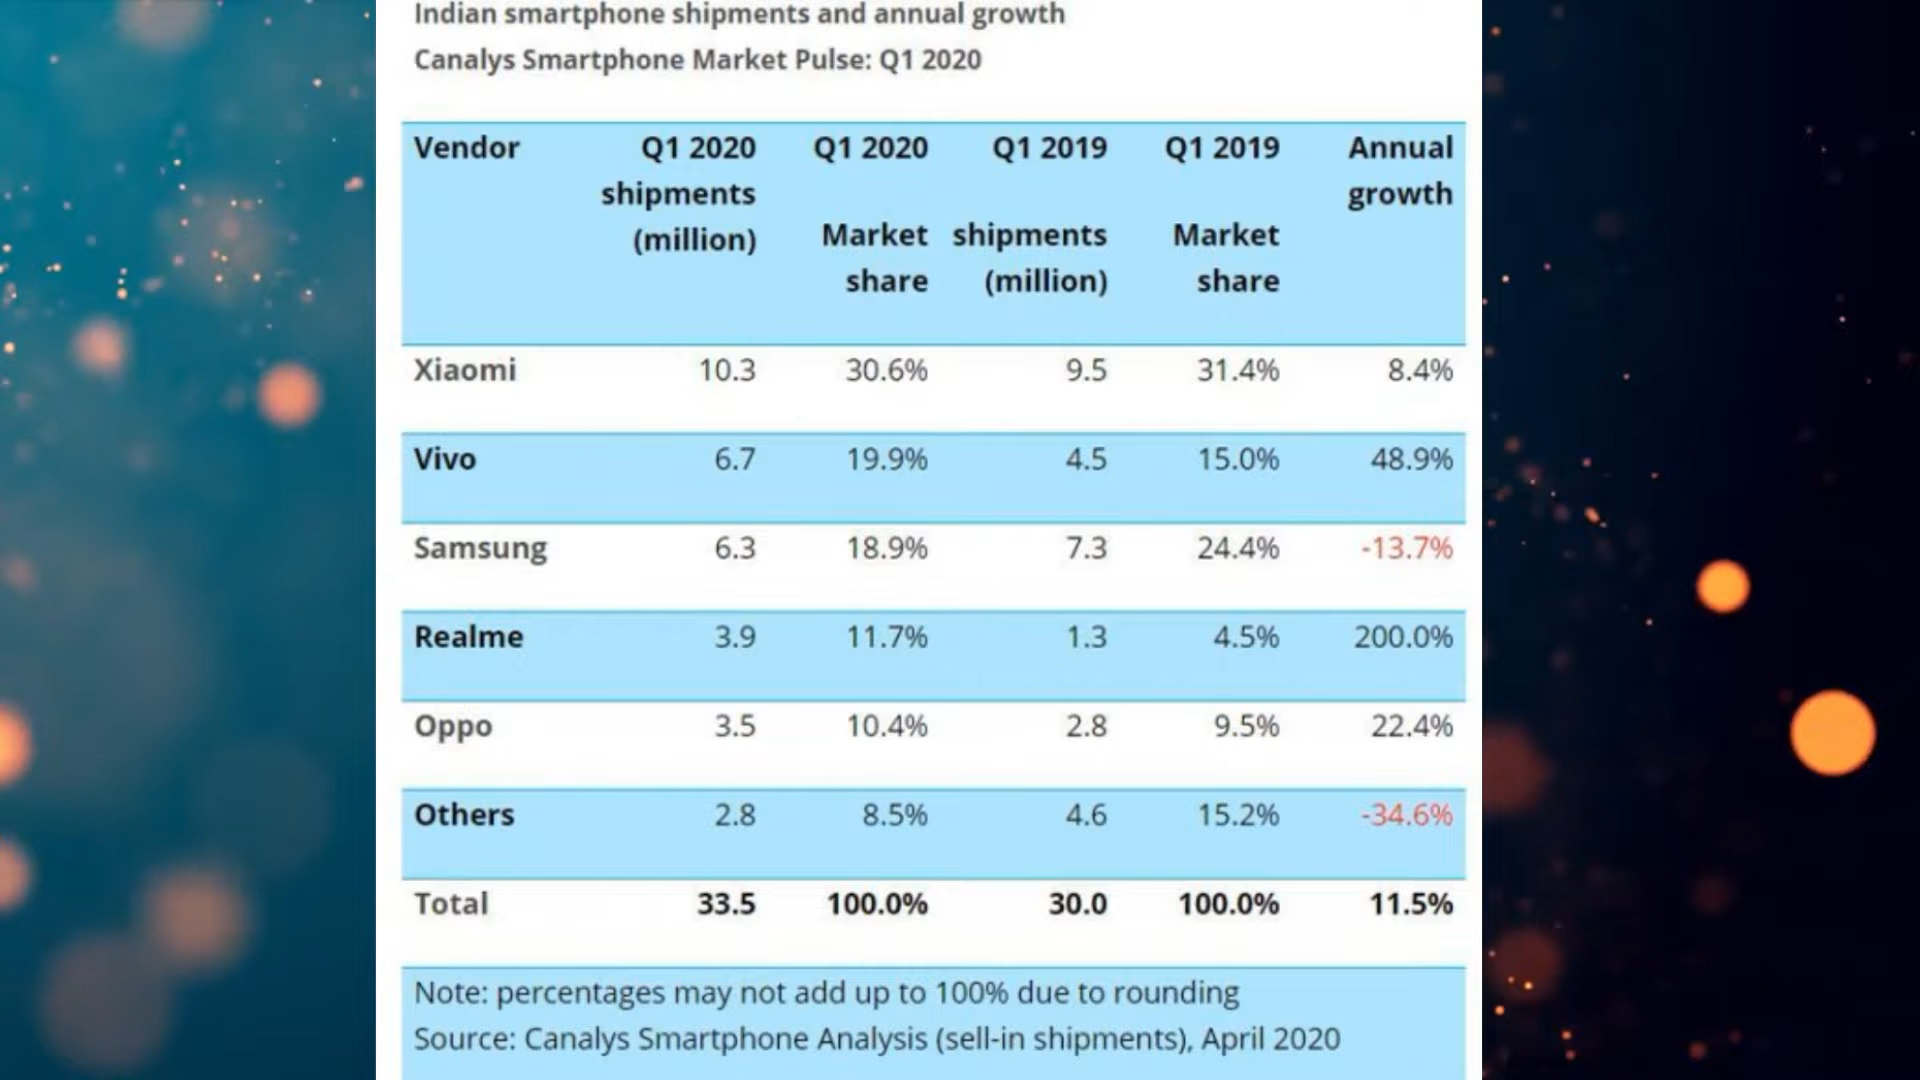 Indian smartphone shipments and annual growth
Canalys Smartphone Market Pulse: Q1 2020
Vendor Q1 2020 Q1 2020 Q1 2019 Q1 2019 Annual
shipments growth
(million) Market shipments Market
share (million) share
Xiaomi 10.3 30.6% 9.5 31.4% 8.4%
Vivo 6.7 19.9% 4.5 15.0% 48.9%
Samsung 6.3 18.9% 7.3 24.4% -13.7%
Realme 3.9 11.7% 1.3 4.5% 200.0%
Oppo 3.5 10.4% 2.8 9.5% 22.4%
Others 2.8 8.5% 4.6 15.2% -34.6%
Total 33.5 100.0% 30.0 100.0% 11.5%
Note: percentages may not add up to 100% due to rounding
Source: Canalys Smartphone Analysis (sell-in shipments), April 2020